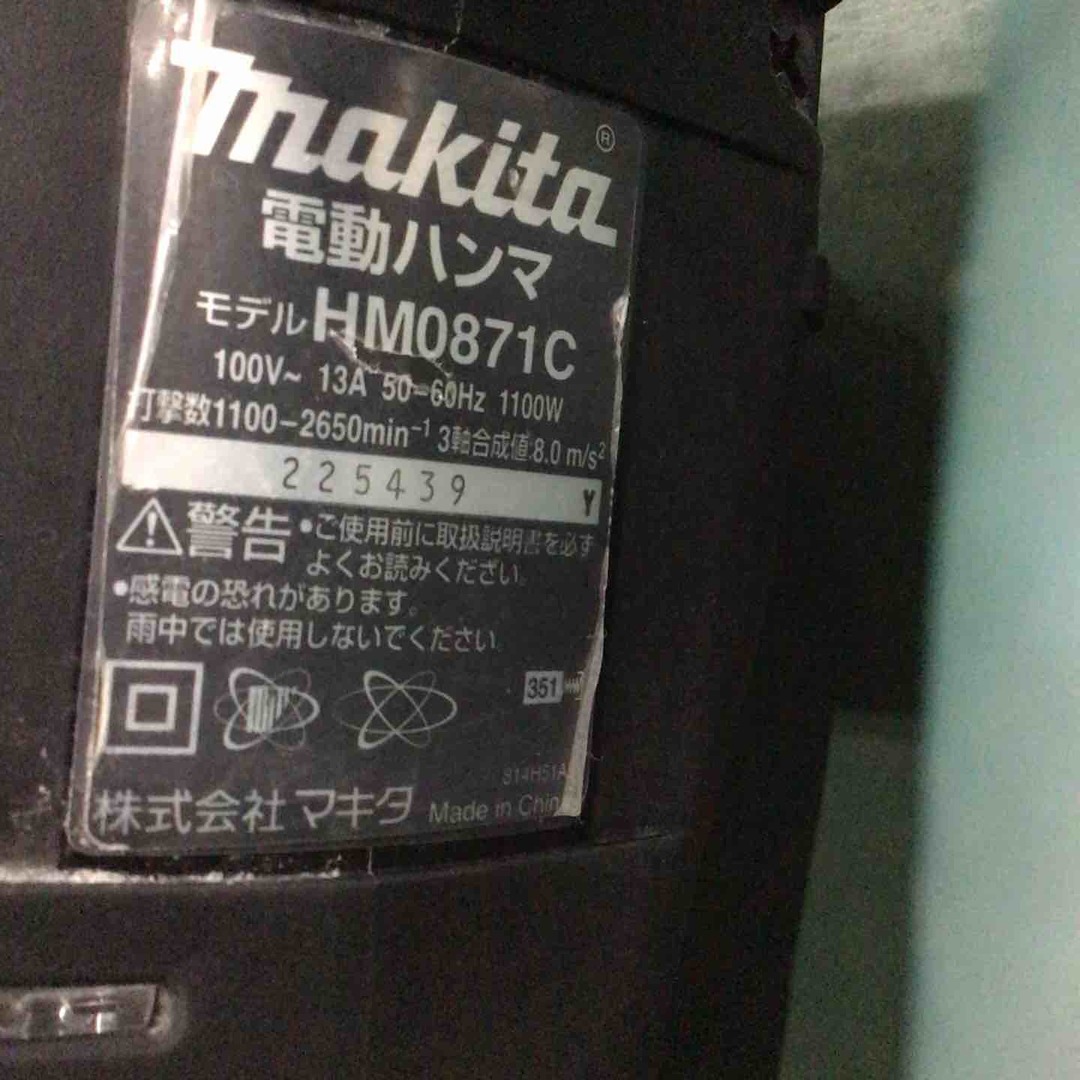 makita®
電動ハンマ
モデル HM0871C
100V~ 13A 50-60Hz 1100W
打撃数1100-2650min⁻¹ 3軸合成値:8.0 m/s²
225439 Y
警告 •ご使用前に取扱説明書を必ず
よくお読みください。
•感電の恐れがあります。
雨中では使用しないでください。
351
814H51A
株式会社 マキタ Made in Chin